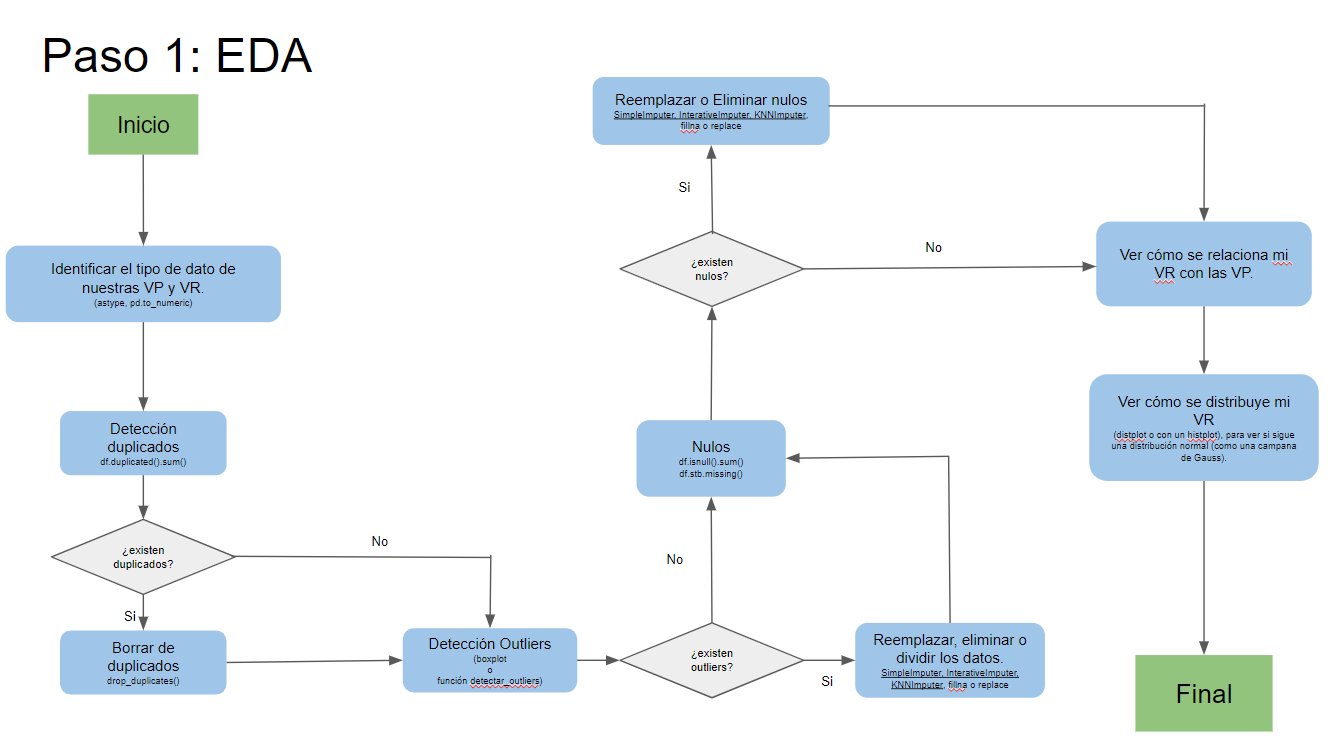 Paso 1: EDA
Inicio
Identificar el tipo de dato de
nuestras VP y VR.
(astype, pd.to_numeric)
Detección
duplicados
df.duplicated().sum()
¿existen
duplicados?
No
Si
Borrar de
duplicados
drop_duplicates()
Detección Outliers
(boxplot
o
función detectar_outliers)
¿existen
outliers?
No
Si
Reemplazar, eliminar o
dividir los datos.
SimpleImputer, InterativeImputer,
KNNImputer, fillna o replace
Nulos
df.isnull().sum()
df.stb.missing()
¿existen
nulos?
Si
No
Reemplazar o Eliminar nulos
SimpleImputer, InterativeImputer, KNNImputer,
fillna o replace
Ver cómo se relaciona mi
VR con las VP.
Ver cómo se distribuye mi
VR
(distplot o con un histplot), para ver si sigue
una distribución normal (como una campana
de Gauss).
Final